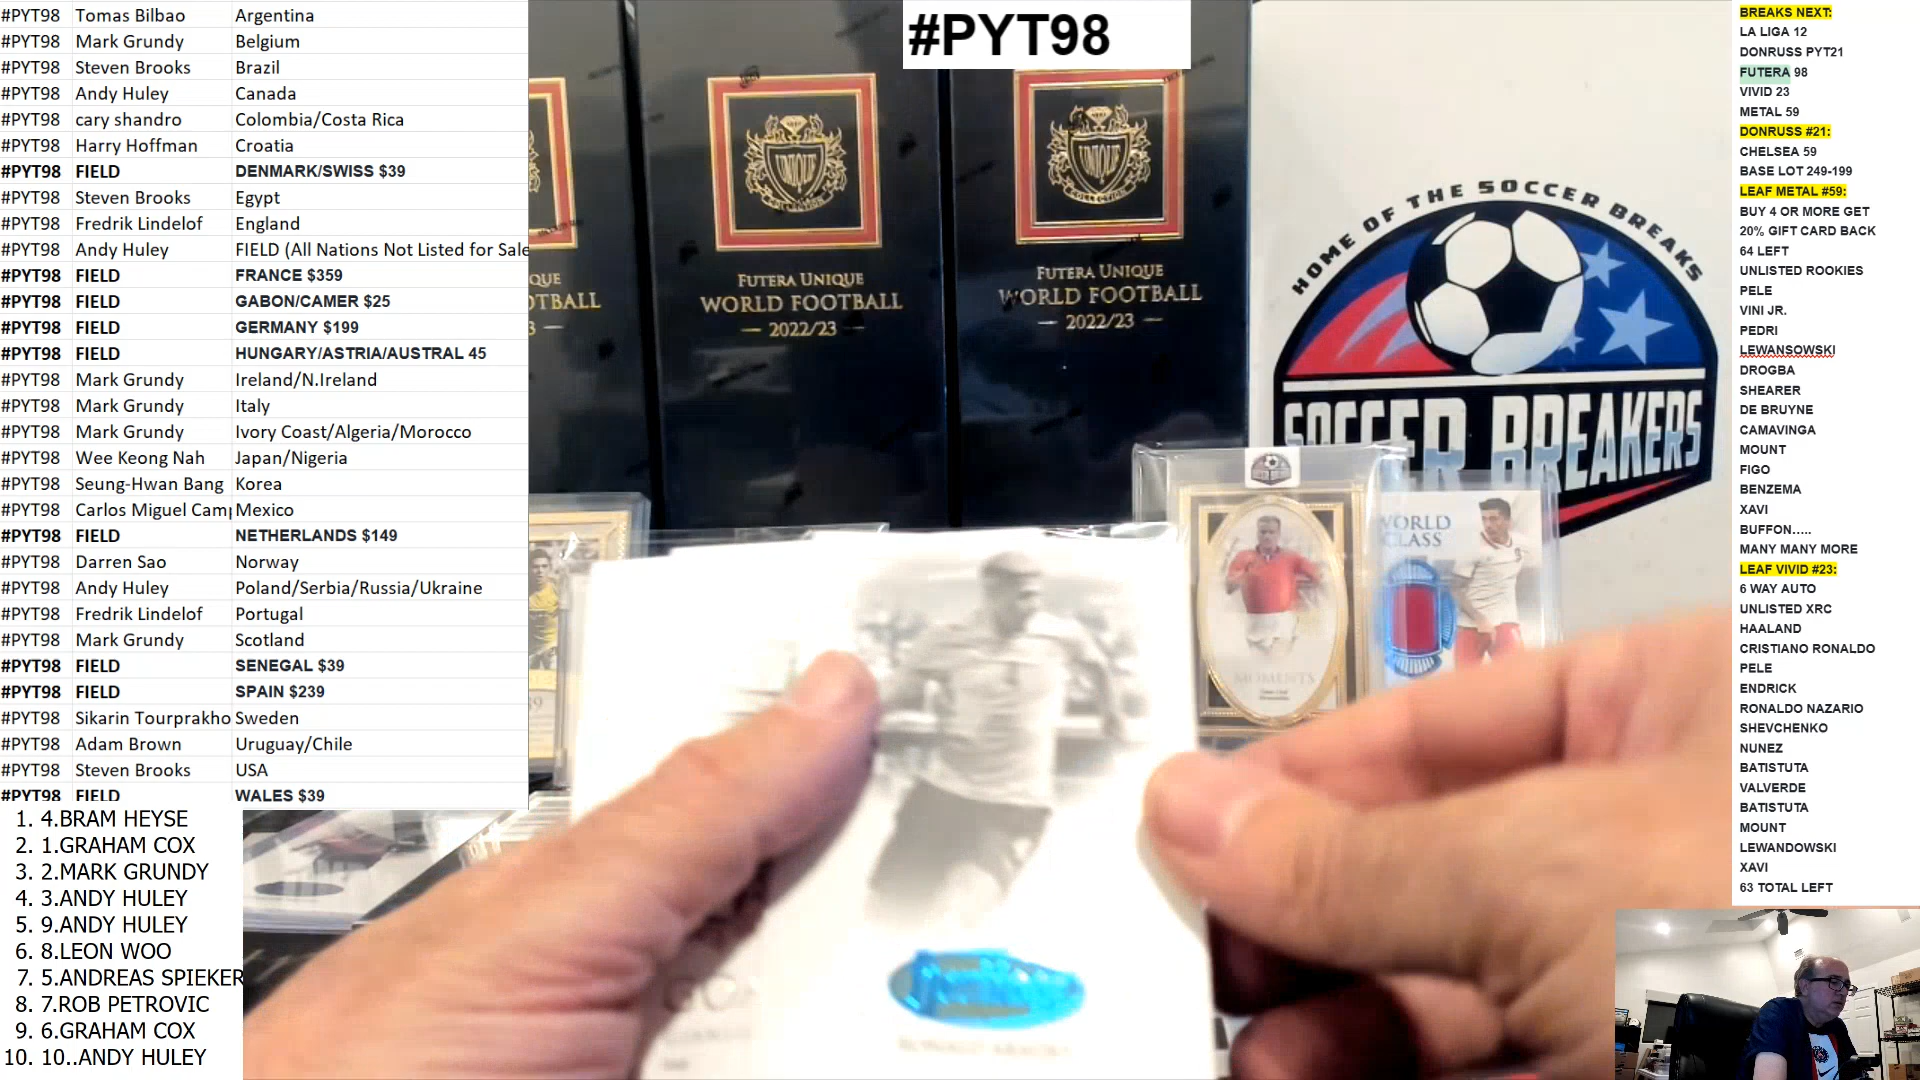 #PYT98 Tomas Bilbao Argentina
#PYT98 Mark Grundy Belgium
#PYT98 Steven Brooks Brazil
#PYT98 Andy Huley Canada
#PYT98 cary shandro Colombia/Costa Rica
#PYT98 Harry Hoffman Croatia
#PYT98 FIELD DENMARK/SWISS $39
#PYT98 Steven Brooks Egypt
#PYT98 Fredrik Lindelof England
#PYT98 Andy Huley FIELD (All Nations Not Listed for Sale
#PYT98 FIELD FRANCE $359
#PYT98 FIELD GABON/CAMER $25
#PYT98 FIELD GERMANY $199
#PYT98 FIELD HUNGARY/ASTRIA/AUSTRAL 45
#PYT98 Mark Grundy Ireland/N.Ireland
#PYT98 Mark Grundy Italy
#PYT98 Mark Grundy Ivory Coast/Algeria/Morocco
#PYT98 Wee Keong Nah Japan/Nigeria
#PYT98 Seung-Hwan Bang Korea
#PYT98 Carlos Miguel Cam Mexico
#PYT98 FIELD NETHERLANDS $149
#PYT98 Darren Sao Norway
#PYT98 Andy Huley Poland/Serbia/Russia/Ukraine
#PYT98 Fredrik Lindelof Portugal
#PYT98 Mark Grundy Scotland
#PYT98 FIELD SENEGAL $39
#PYT98 FIELD SPAIN $239
#PYT98 Sikarin Tourprakho Sweden
#PYT98 Adam Brown Uruguay/Chile
#PYT98 Steven Brooks USA
#PYT98 FIELD WALES $39
1. 4.BRAM HEYSE
2. 1.GRAHAM COX
3. 2.MARK GRUNDY
4. 3.ANDY HULEY
5. 9.ANDY HULEY
6. 8.LEON WOO
7. 5.ANDREAS SPIEKER
8. 7.ROB PETROVIC
9. 6.GRAHAM COX
10. 10..ANDY HULEY
#PYT98
UNIQUE
COLLECTION
FUTERA UNIQUE
WORLD FOOTBALL
— 2022/23 —
UNIQUE
COLLECTION
FUTERA UNIQUE
WORLD FOOTBALL
— 2022/23 —
QUE
OTBALL
3 —
HOME OF THE SOCCER BREAKS
SOCCER BREAKERS
MOMENTS
WORLD
CLASS
BREAKS NEXT:
LA LIGA 12
DONRUSS PYT21
FUTERA 98
VIVID 23
METAL 59
DONRUSS #21:
CHELSEA 59
BASE LOT 249-199
LEAF METAL #59:
BUY 4 OR MORE GET
20% GIFT CARD BACK
64 LEFT
UNLISTED ROOKIES
PELE
VINI JR.
PEDRI
LEWANSOWSKI
DROGBA
SHEARER
DE BRUYNE
CAMAVINGA
MOUNT
FIGO
BENZEMA
XAVI
BUFFON.....
MANY MANY MORE
LEAF VIVID #23:
6 WAY AUTO
UNLISTED XRC
HAALAND
CRISTIANO RONALDO
PELE
ENDRICK
RONALDO NAZARIO
SHEVCHENKO
NUNEZ
BATISTUTA
VALVERDE
BATISTUTA
MOUNT
LEWANDOWSKI
XAVI
63 TOTAL LEFT